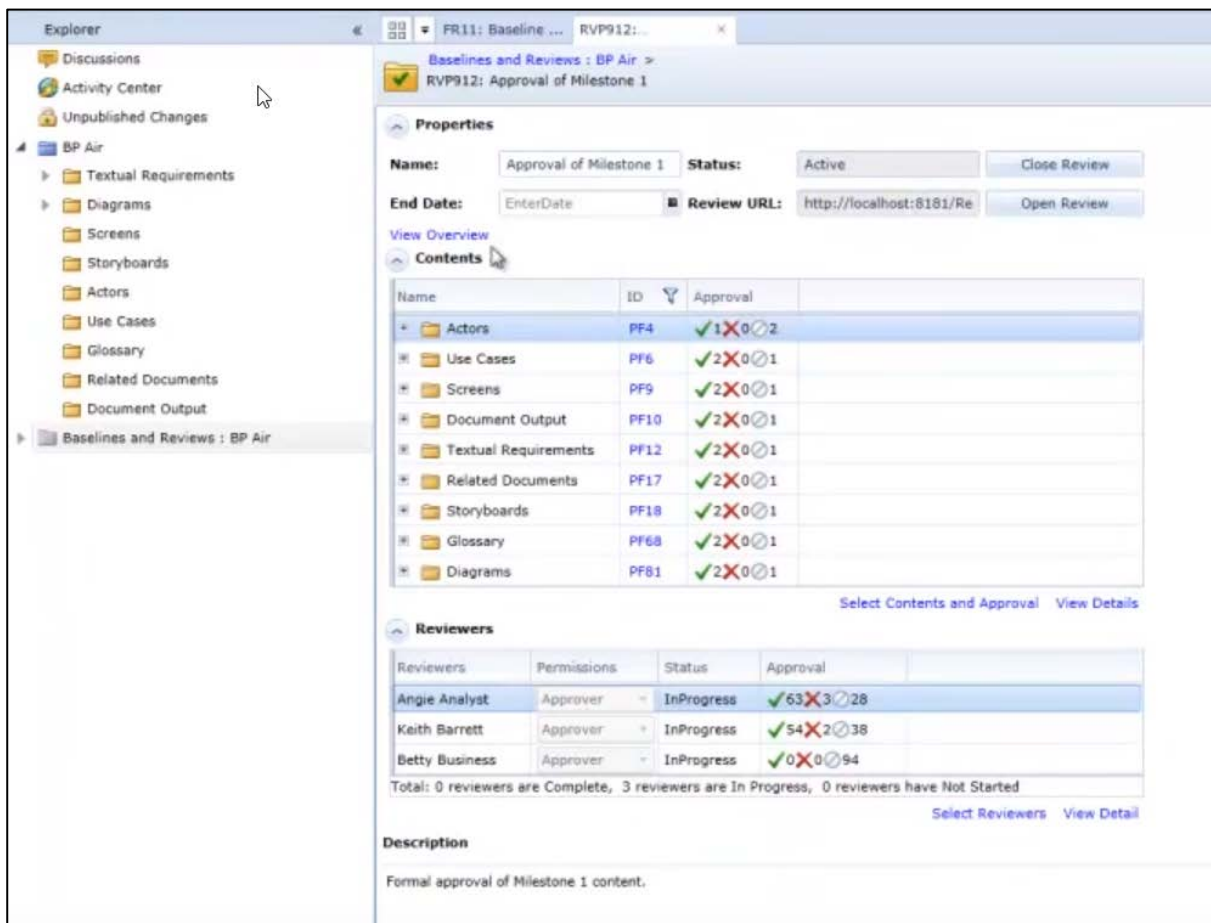 Explorer
Discussions
Activity Center
Unpublished Changes
BP Air
Textual Requirements
Diagrams
Screens
Storyboards
Actors
Use Cases
Glossary
Related Documents
Document Output
Baselines and Reviews : BP Air
FR11: Baseline ... RVP912:...
Baselines and Reviews : BP Air >
RVP912: Approval of Milestone 1
Properties
Name: Approval of Milestone 1 Status: Active Close Review
End Date: EnterDate Review URL: http://localhost:8181/Re Open Review
View Overview
Contents
Name ID Approval
Actors PF4 1 0 2
Use Cases PF6 2 0 1
Screens PF9 2 0 1
Document Output PF10 2 0 1
Textual Requirements PF12 2 0 1
Related Documents PF17 2 0 1
Storyboards PF18 2 0 1
Glossary PF68 2 0 1
Diagrams PF81 2 0 1
Select Contents and Approval View Details
Reviewers
Reviewers Permissions Status Approval
Angie Analyst Approver InProgress 63 3 28
Keith Barrett Approver InProgress 54 2 38
Betty Business Approver InProgress 0 0 94
Total: 0 reviewers are Complete, 3 reviewers are In Progress, 0 reviewers have Not Started
Select Reviewers View Detail
Description
Formal approval of Milestone 1 content.